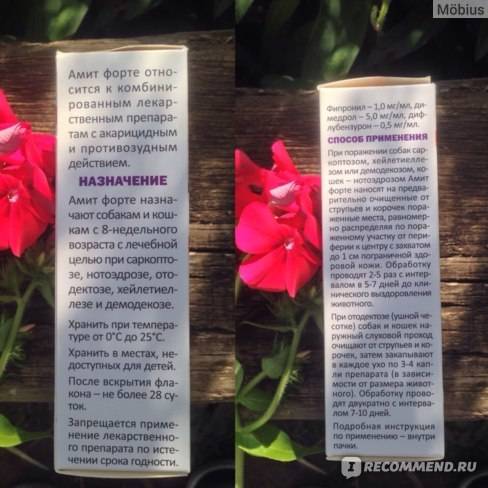 Амит форте отно-
сится к комбини-
рованным лекар-
ственным препара-
там с акарицидным
и противозудным
действием.
НАЗНАЧЕНИЕ
Амит форте назна-
чают собакам и кош-
кам с 8-недельного
возраста с лечебной
целью при саркопто-
зе, нотоэдрозе, ото-
дектозе, хейлетиел-
лезе и демодекозе.
Хранить при темпера-
туре от 0°С до 25°С.
Хранить в местах, не-
доступных для детей.
После вскрытия фла-
кона – не более 28 су-
ток.
Запрещается приме-
нение лекарственно-
го препарата по исте-
чении срока годности.
Möbius
Фипронил – 1,0 мг/мл, ди-
медрол – 5,0 мг/мл, диф-
лубензурон – 0,5 мг/мл.
СПОСОБ ПРИМЕНЕНИЯ
При поражении собак сар-
коптозом, хейлетиелле-
зом или демодекозом, ко-
шек – нотоэдрозом Амит
форте наносят на предва-
рительно очищенные от
струпьев и корочек пора-
женные места, равномер-
но распределяя по по-
раженному участку от пери-
ферии к центру с захватом
до 1 см пограничной здо-
ровой кожи. Обработку
проводят 2-5 раз с интер-
валом в 5-7 дней до кли-
нического выздоровления
животного.
При отодектозе (ушной че-
сотке) собак и кошек на-
ружный слуховой проход
очищают от струпьев и ко-
рочек, затем закапывают
в каждое ухо по 3-4 кап-
ли препарата (в зависи-
мости от размера живот-
ного). Обработку прово-
дят двукратно с интерва-
лом 7-10 дней.
Подробная инструкция
по применению – внутри
пачки.
IRECOMMEND.RU